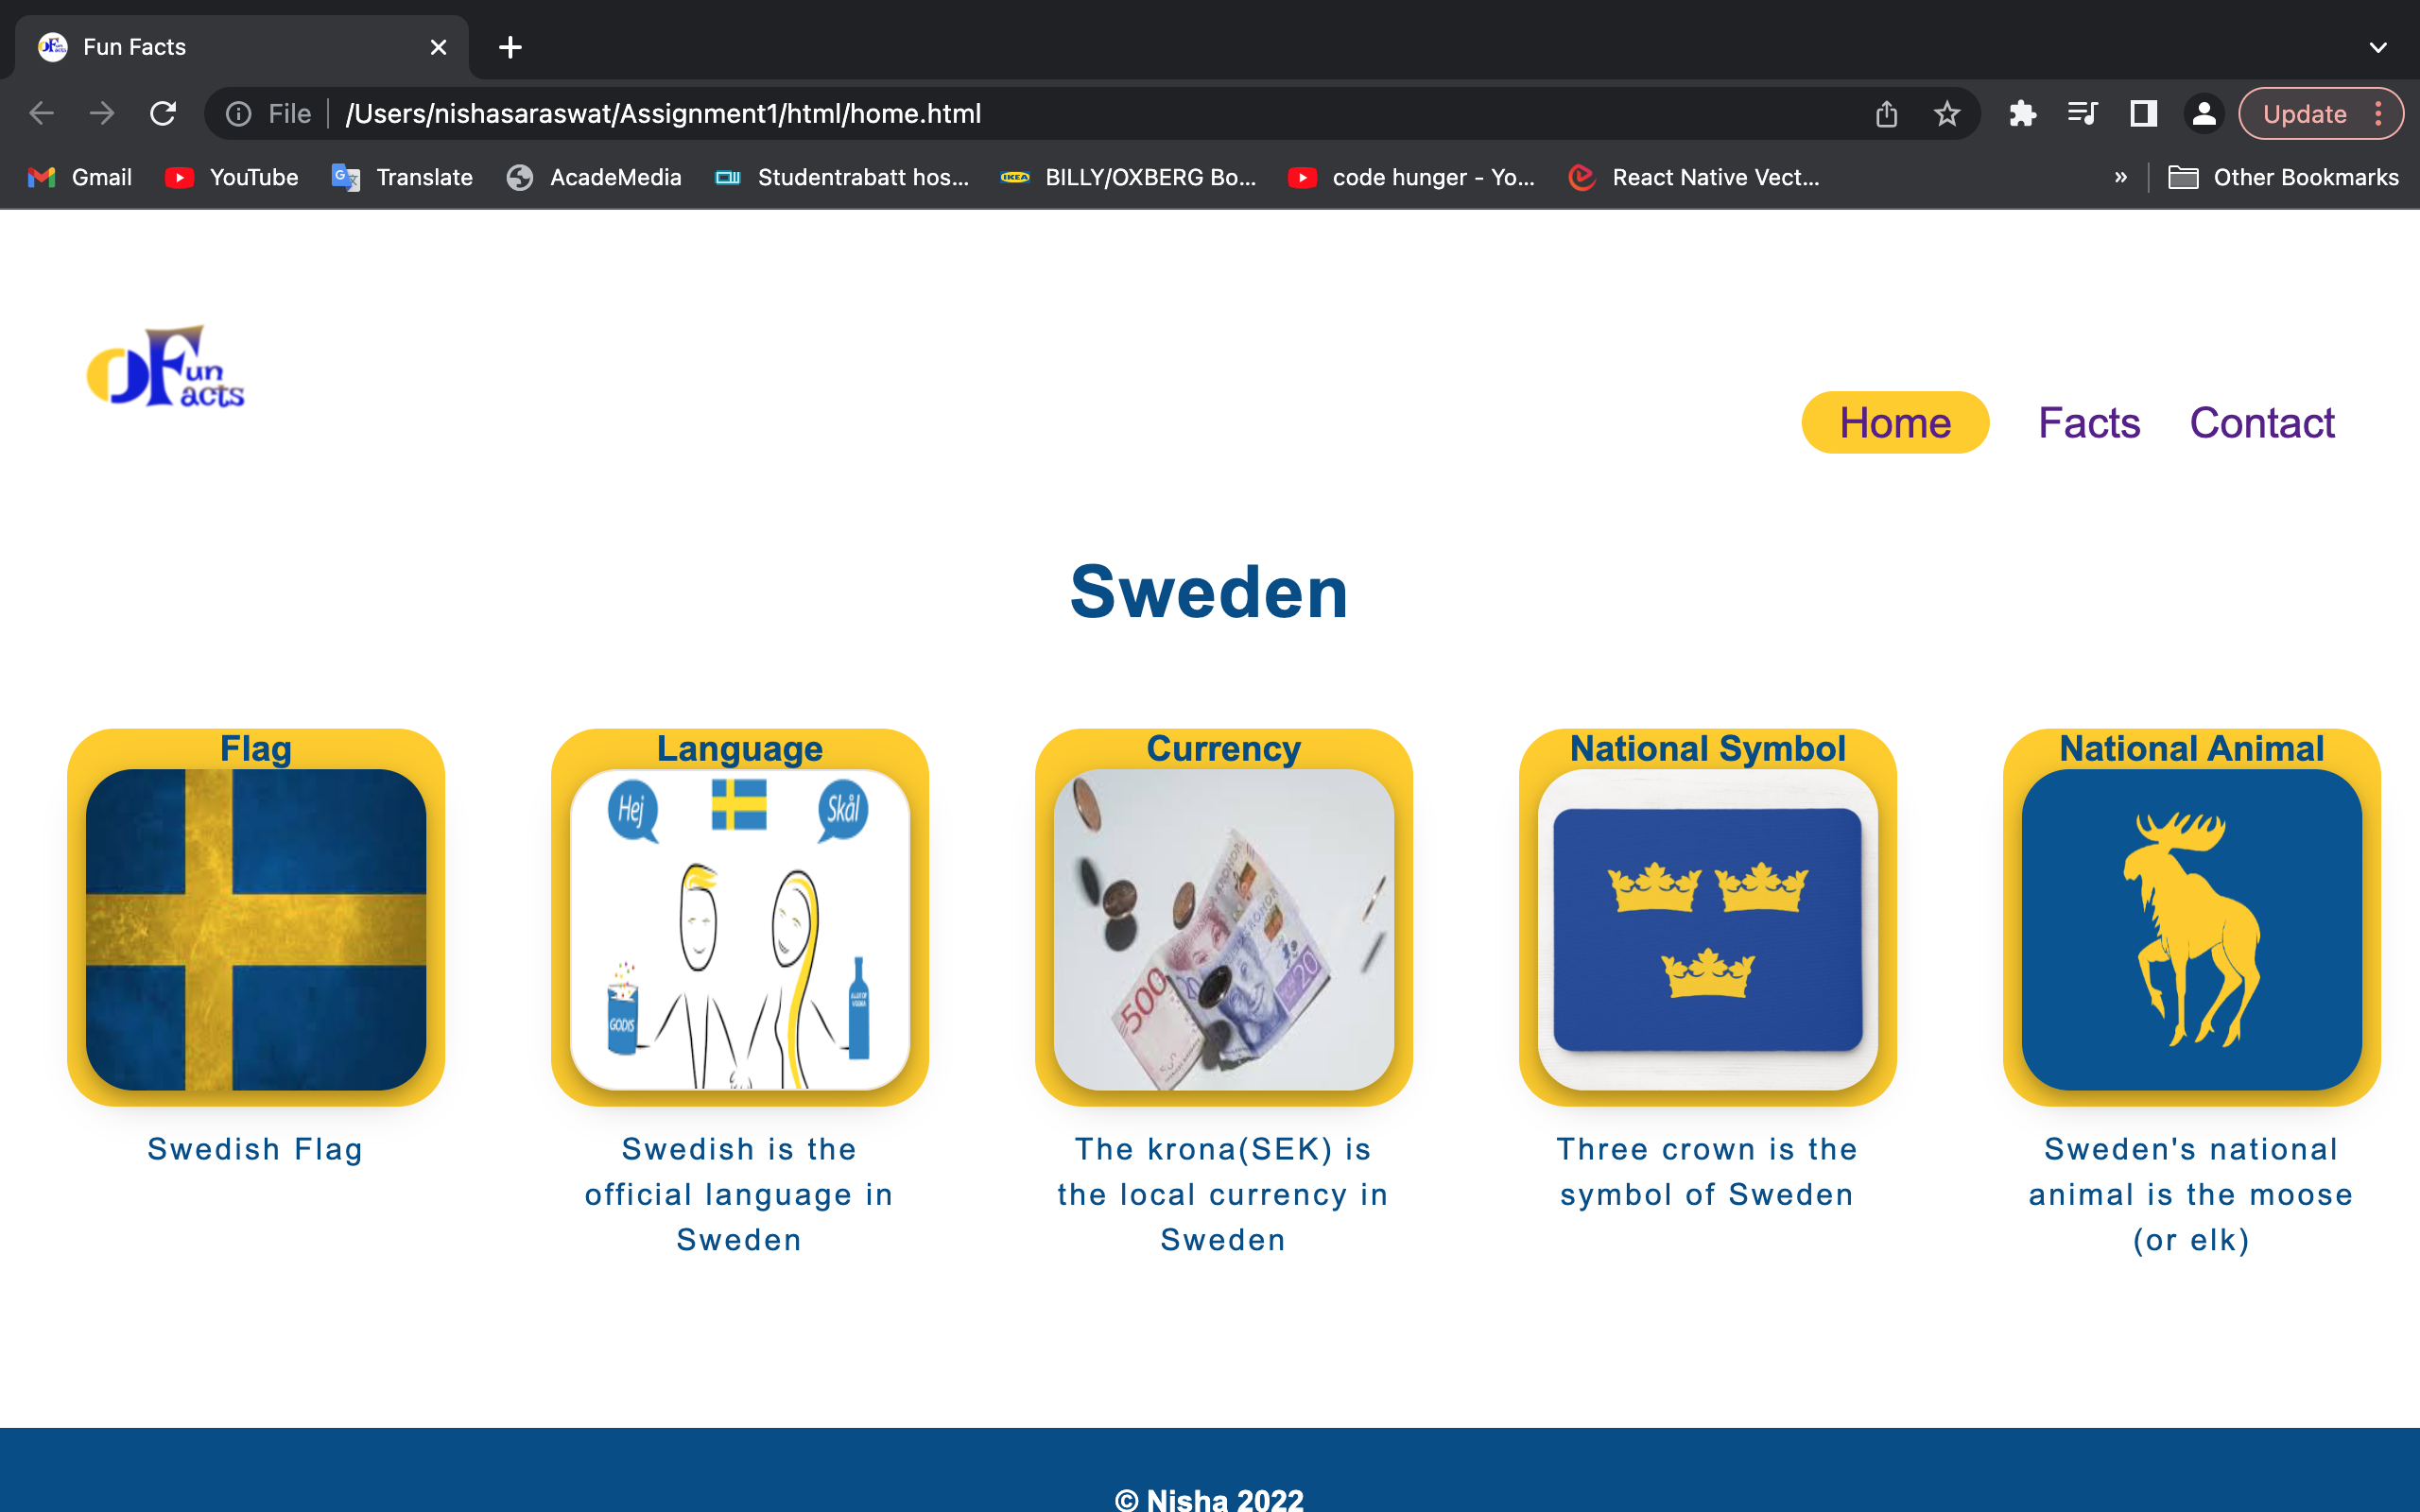 Fun Facts
File /Users/nishasaraswat/Assignment1/html/home.html
Update
Gmail YouTube Translate AcadeMedia Studentrabatt hos... BILLY/OXBERG Bo... code hunger - Yo... React Native Vect... » Other Bookmarks
Fun
acts
Home Facts Contact
Sweden
Flag
Language
Hej
Skål
GODIS
Currency
KRONOR
KRONOR
500
20
National Symbol
National Animal
Swedish Flag
Swedish is the
official language in
Sweden
The krona(SEK) is
the local currency in
Sweden
Three crown is the
symbol of Sweden
Sweden's national
animal is the moose
(or elk)
© Nisha 2022